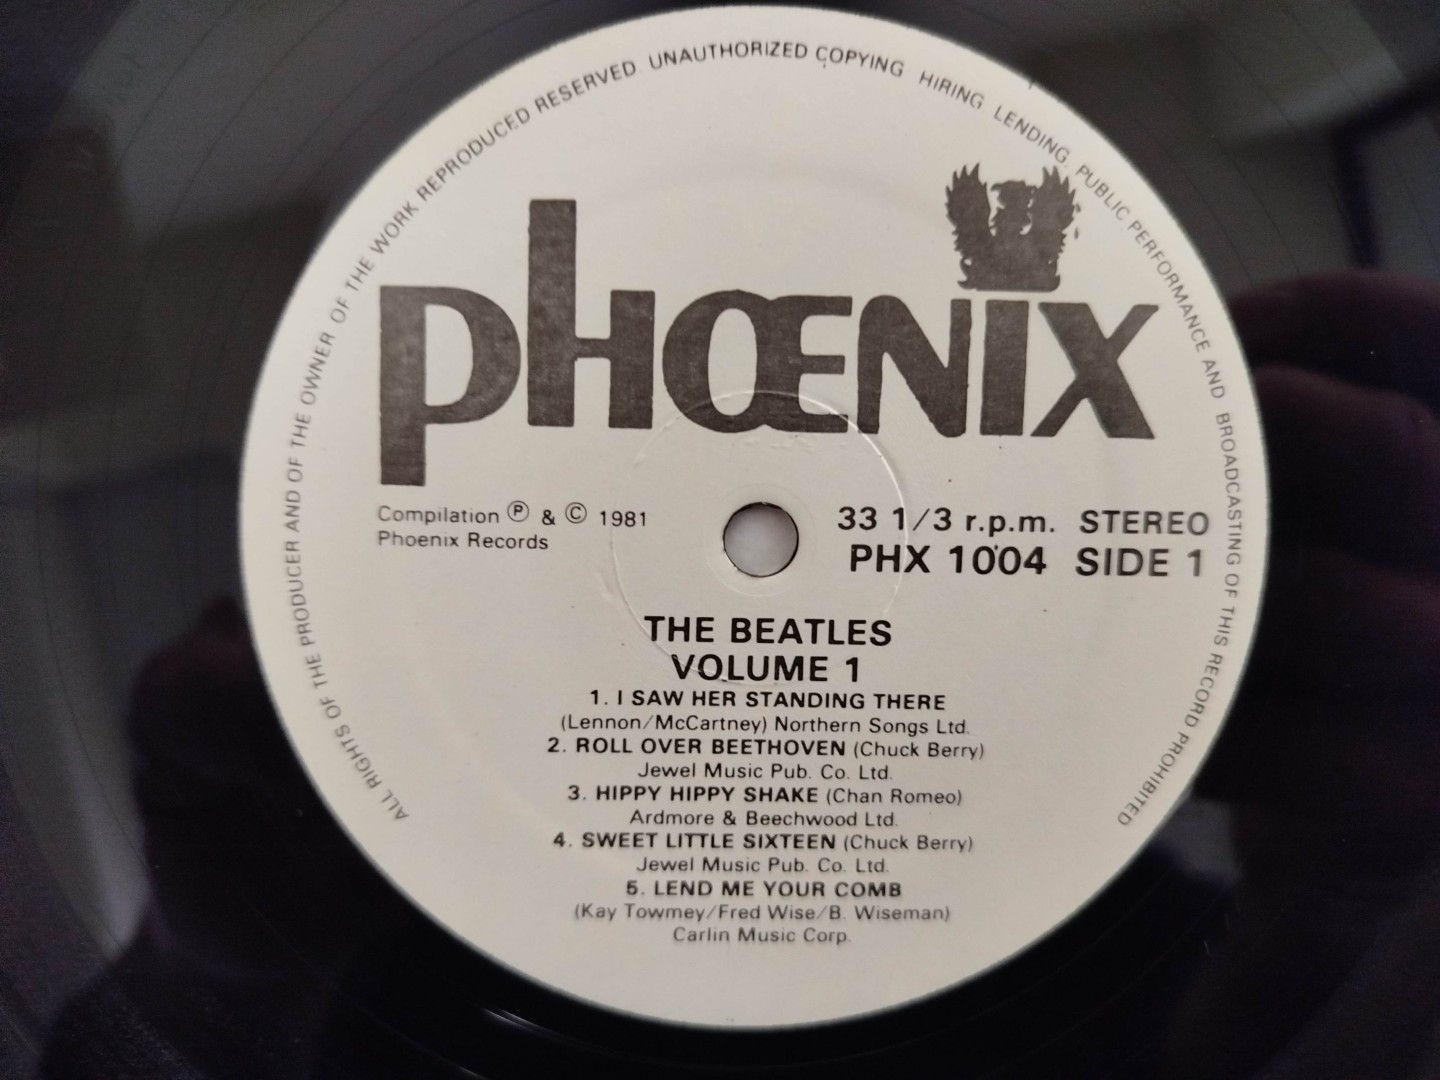 ALL RIGHTS OF THE PRODUCER AND OF THE OWNER OF THE WORK REPRODUCED RESERVED UNAUTHORIZED COPYING HIRING LENDING PUBLIC PERFORMANCE AND BROADCASTING OF THIS RECORD PROHIBITED
phœnix
Compilation ℗ & © 1981
Phoenix Records
33 1/3 r.p.m. STEREO
PHX 1004 SIDE 1
THE BEATLES
VOLUME 1
1. I SAW HER STANDING THERE
(Lennon/McCartney) Northern Songs Ltd.
2. ROLL OVER BEETHOVEN (Chuck Berry)
Jewel Music Pub. Co. Ltd.
3. HIPPY HIPPY SHAKE (Chan Romeo)
Ardmore & Beechwood Ltd.
4. SWEET LITTLE SIXTEEN (Chuck Berry)
Jewel Music Pub. Co. Ltd.
5. LEND ME YOUR COMB
(Kay Towmey/Fred Wise/B. Wiseman)
Carlin Music Corp.